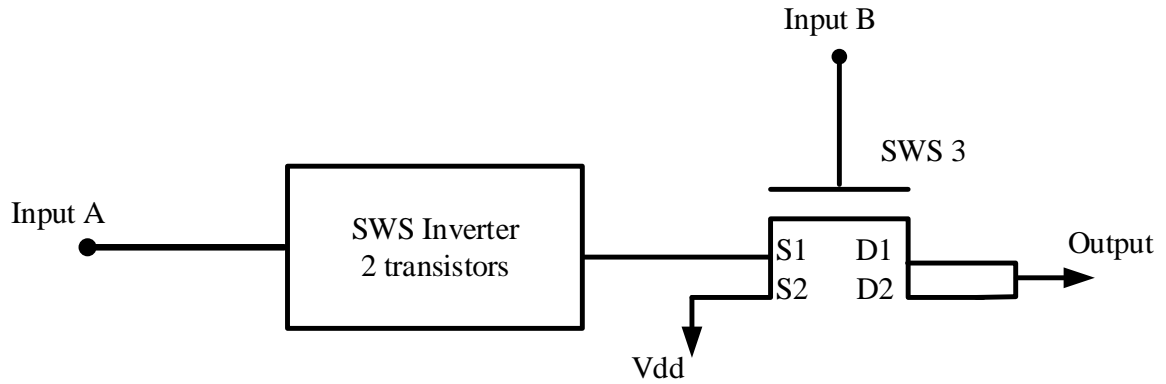 Input B
SWS 3
Input A
SWS Inverter
2 transistors
S1 D1
S2 D2
Output
Vdd